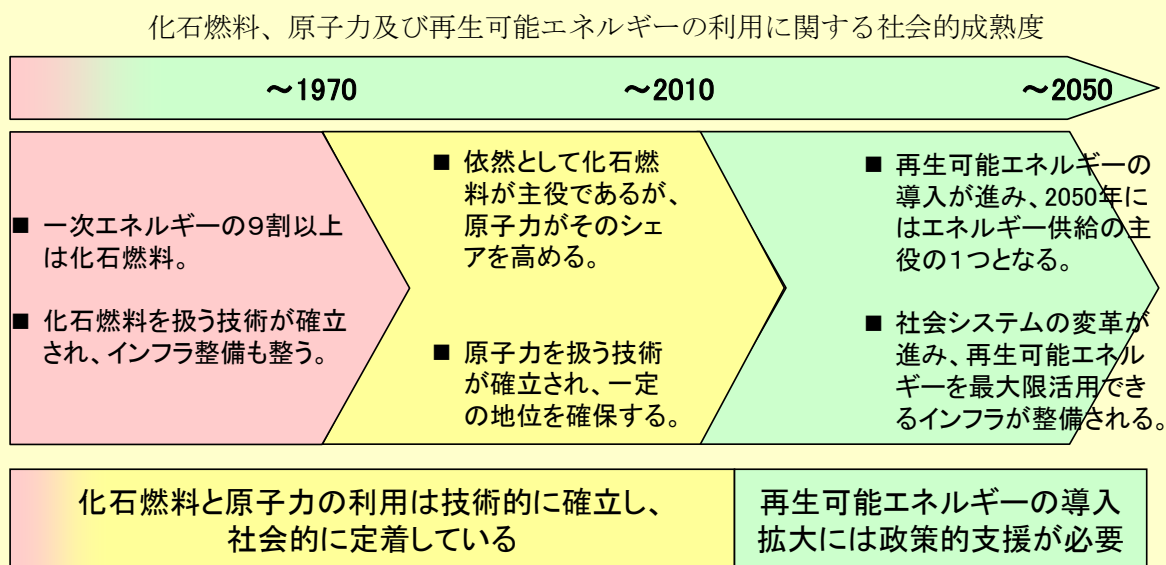 化石燃料、原子力及び再生可能エネルギーの利用に関する社会的成熟度
～1970
～2010
～2050
■ 一次エネルギーの９割以上
は化石燃料。
■ 化石燃料を扱う技術が確立
され、インフラ整備も整う。
■ 依然として化石燃
料が主役であるが、
原子力がそのシェ
アを高める。
■ 原子力を扱う技術
が確立され、一定
の地位を確保する。
■ 再生可能エネルギーの
導入が進み、2050年に
はエネルギー供給の主
役の１つとなる。
■ 社会システムの変革が
進み、再生可能エネル
ギーを最大限活用でき
るインフラが整備される。
化石燃料と原子力の利用は技術的に確立し、
社会的に定着している
再生可能エネルギーの導入
拡大には政策的支援が必要